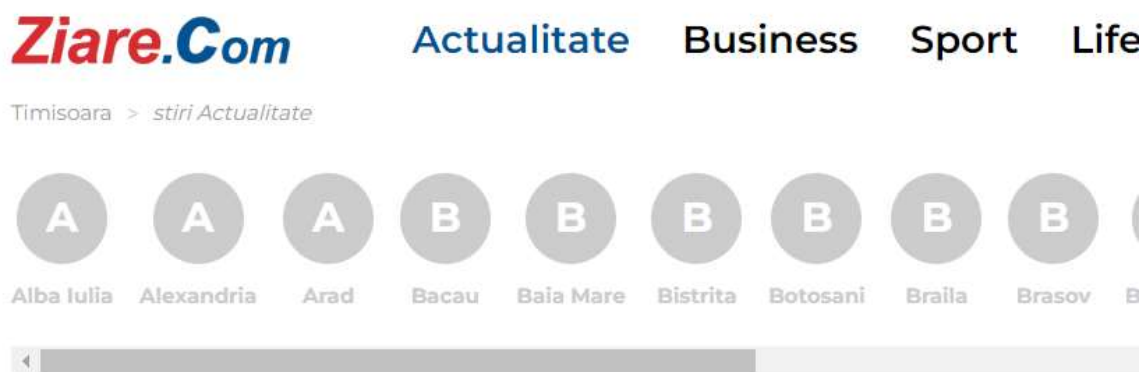 Ziare.Com Actualitate Business Sport Life
Timisoara > stiri Actualitate
A A A B B B B B B
Alba Iulia Alexandria Arad Bacau Baia Mare Bistrita Botosani Braila Brasov B